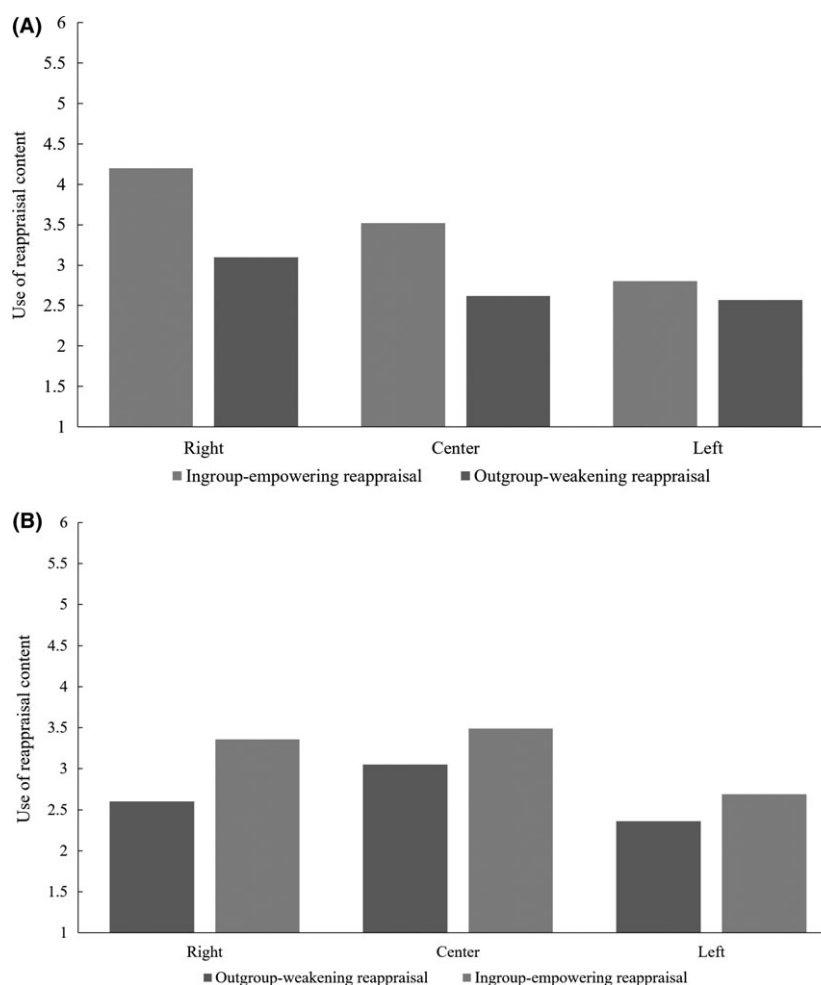 (A)
6
5.5
5
4.5
4
3.5
3
2.5
2
1.5
1
Use of reappraisal content
Right Center Left
Ingroup-empowering reappraisal Outgroup-weakening reappraisal
(B)
6
5.5
5
4.5
4
3.5
3
2.5
2
1.5
1
Use of reappraisal content
Right Center Left
Outgroup-weakening reappraisal Ingroup-empowering reappraisal